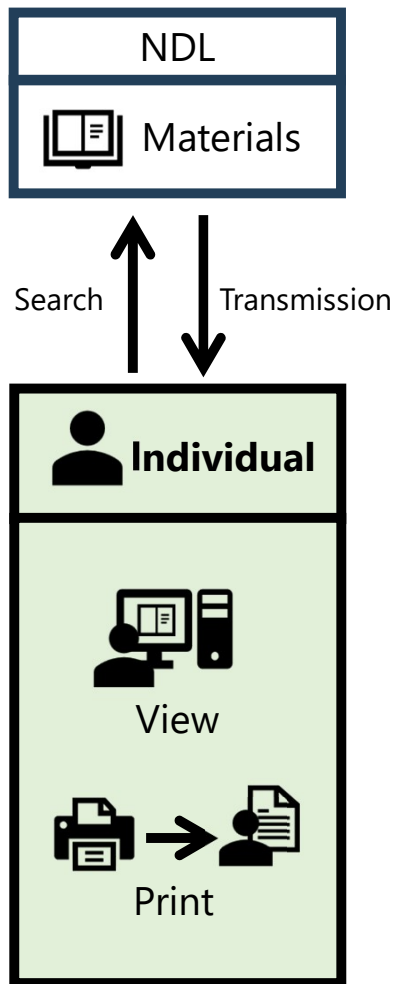 NDL
Materials
Search
Transmission
Individual
View
Print